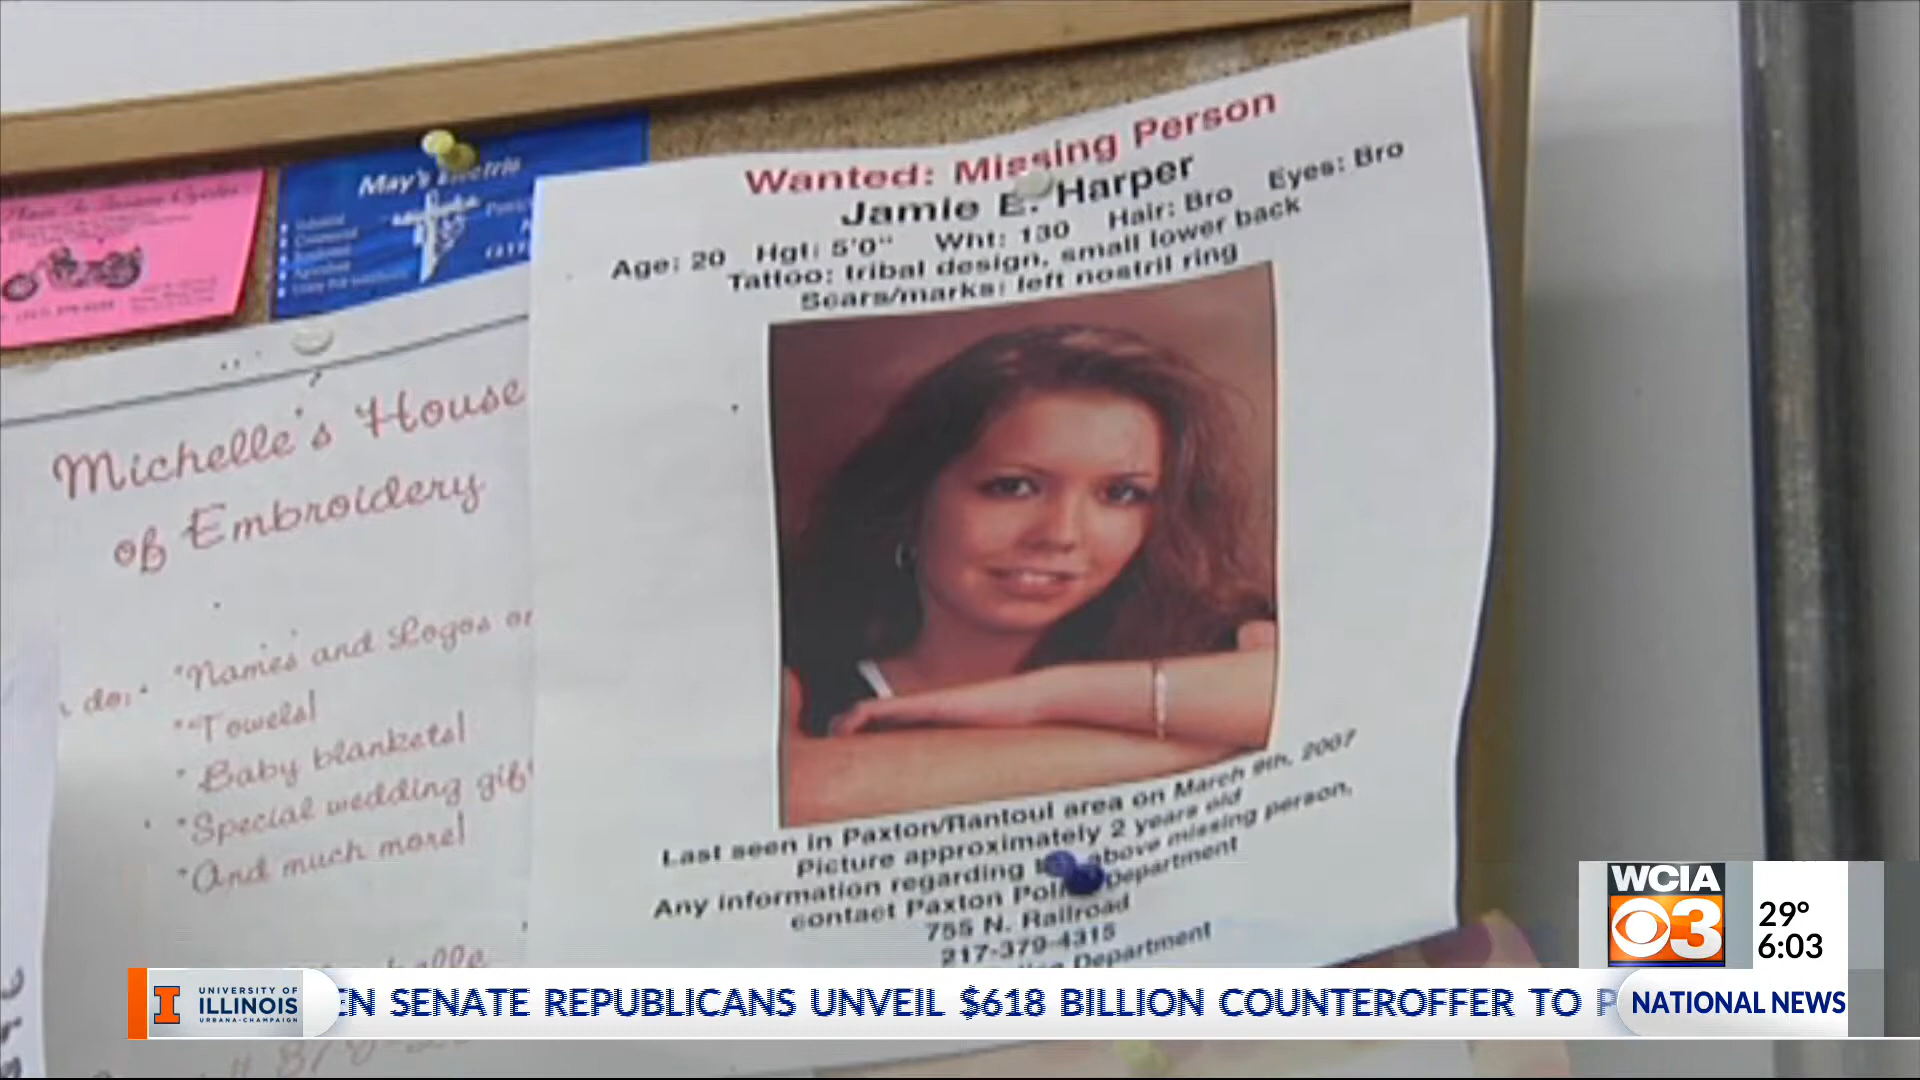 Wanted: Missing Person
Jamie E. Harper
Age: 20 Hgt: 5'0" Wht: 130 Hair: Bro Eyes: Bro
Tattoo: tribal design, small lower back
Scars/marks: left nostril ring
Last seen in Paxton/Rantoul area on March 9th, 2007
Picture approximately 2 years old
Any information regarding above missing person,
contact Paxton Police Department
755 N. Railroad
217-379-4315
Department
May's Electric
Michelle's House
of Embroidery
do:
*Names and Logos on
*Towels!
*Baby blankets!
*Special wedding gift
*And much more!
WCIA
3
29°
6:03
I
UNIVERSITY OF
ILLINOIS
URBANA-CHAMPAIGN
EN SENATE REPUBLICANS UNVEIL $618 BILLION COUNTEROFFER TO P
NATIONAL NEWS